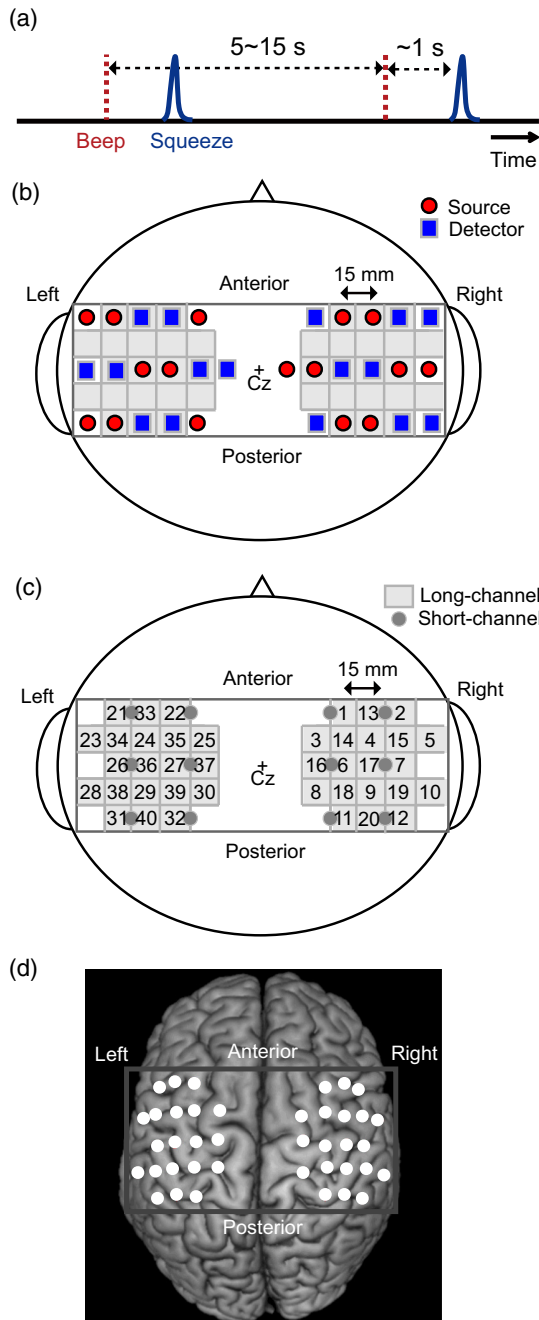 (a)
5~15 s
~1 s
Beep
Squeeze
Time
(b)
Source
Detector
15 mm
Left
Anterior
Right
+
Cz
Posterior
(c)
Long-channel
Short-channel
15 mm
Left
Anterior
Right
21 33 22 1 13 2
23 34 24 35 25 3 14 4 15 5
26 36 27 37 + 16 6 17 7
Cz
28 38 29 39 30 8 18 9 19 10
31 40 32 11 20 12
Posterior
(d)
Left
Anterior
Right
Posterior